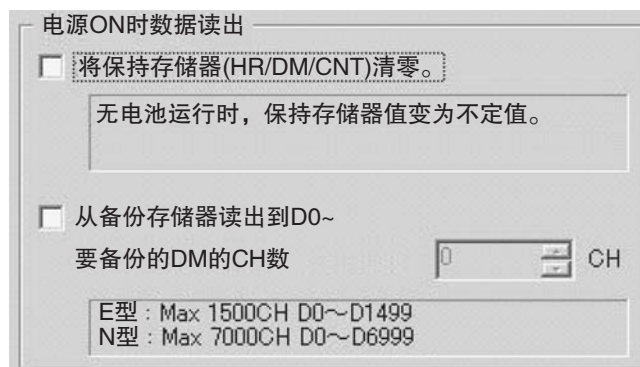 电源ON时数据读出
将保持存储器(HR/DM/CNT)清零。
无电池运行时，保持存储器值变为不定值。
从备份存储器读出到D0~
要备份的DM的CH数 0 CH
E型：Max 1500CH D0～D1499
N型：Max 7000CH D0～D6999